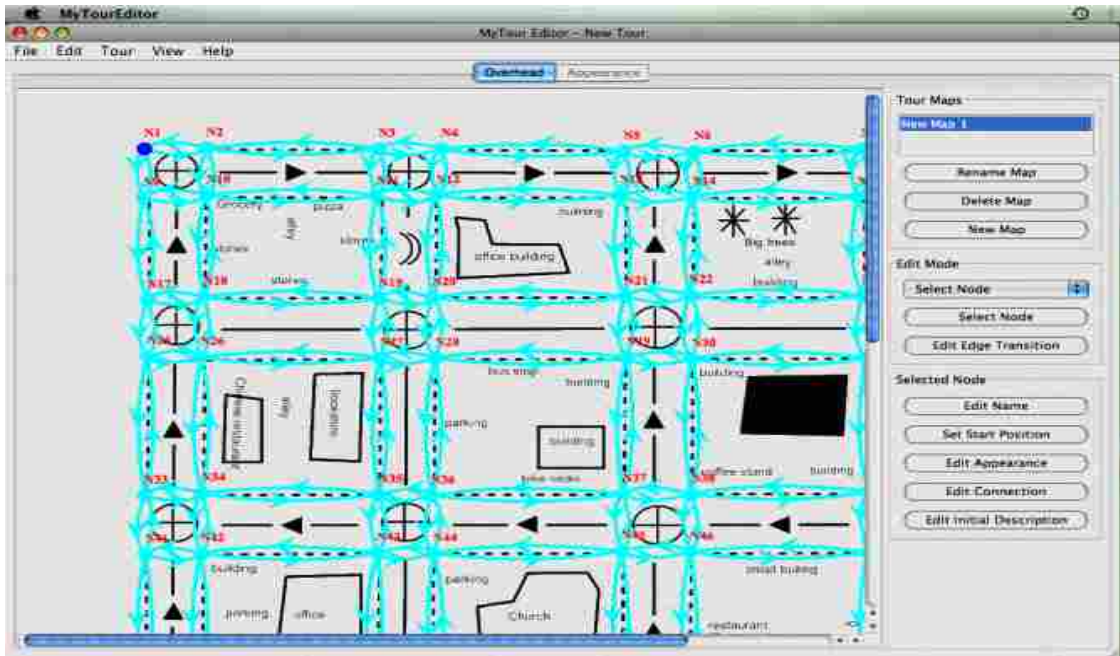 MyTourEditor
MyTour Editor - New Tour
File Edit Tour View Help
Overhead Appearance
Tour Maps
New Map 1
Rename Map
Delete Map
New Map
Edit Mode
Select Node
Select Node
Edit Edge Transition
Selected Node
Edit Name
Set Start Position
Edit Appearance
Edit Connection
Edit Initial Description
N1 N2 N3 N4 N5 N6
N10 N12 N14
Grocery pizza building
alley
stores office building Big trees
alley
stores building
N17 N18 N19 N20 N21 N22
N26 N27 N28 N30
bus stop building building
Chinese restaurant alley bookstore
parking
building
coffee stand building
N33 N34 N35 N36 N37 N38
N42 N44 N46
building parking
parking office Church
restaurant